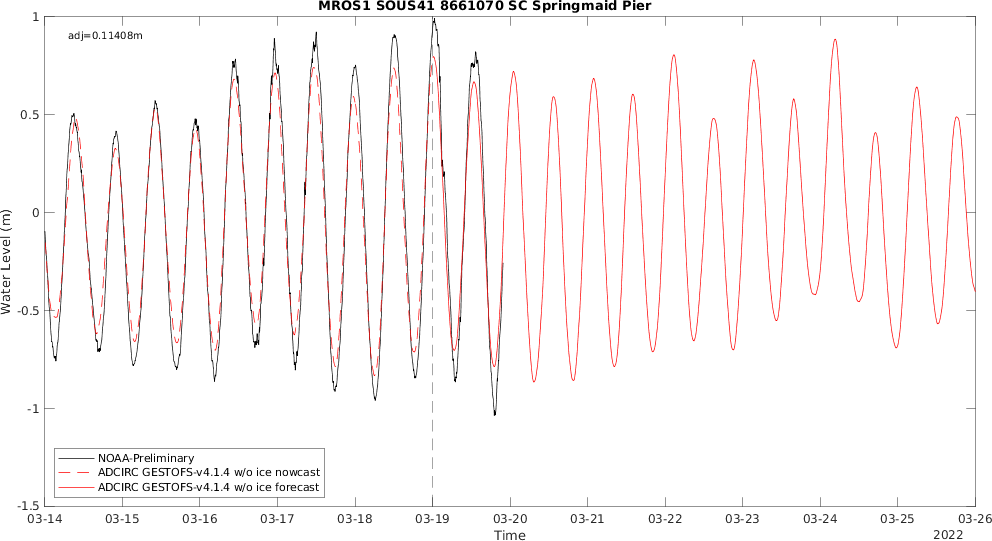 MROS1 SOUS41 8661070 SC Springmaid Pier
adj=0.11408m
1
0.5
0
-0.5
-1
-1.5
Water Level (m)
NOAA-Preliminary
ADCIRC GESTOFS-v4.1.4 w/o ice nowcast
ADCIRC GESTOFS-v4.1.4 w/o ice forecast
03-14 03-15 03-16 03-17 03-18 03-19 03-20 03-21 03-22 03-23 03-24 03-25 03-26
Time
2022